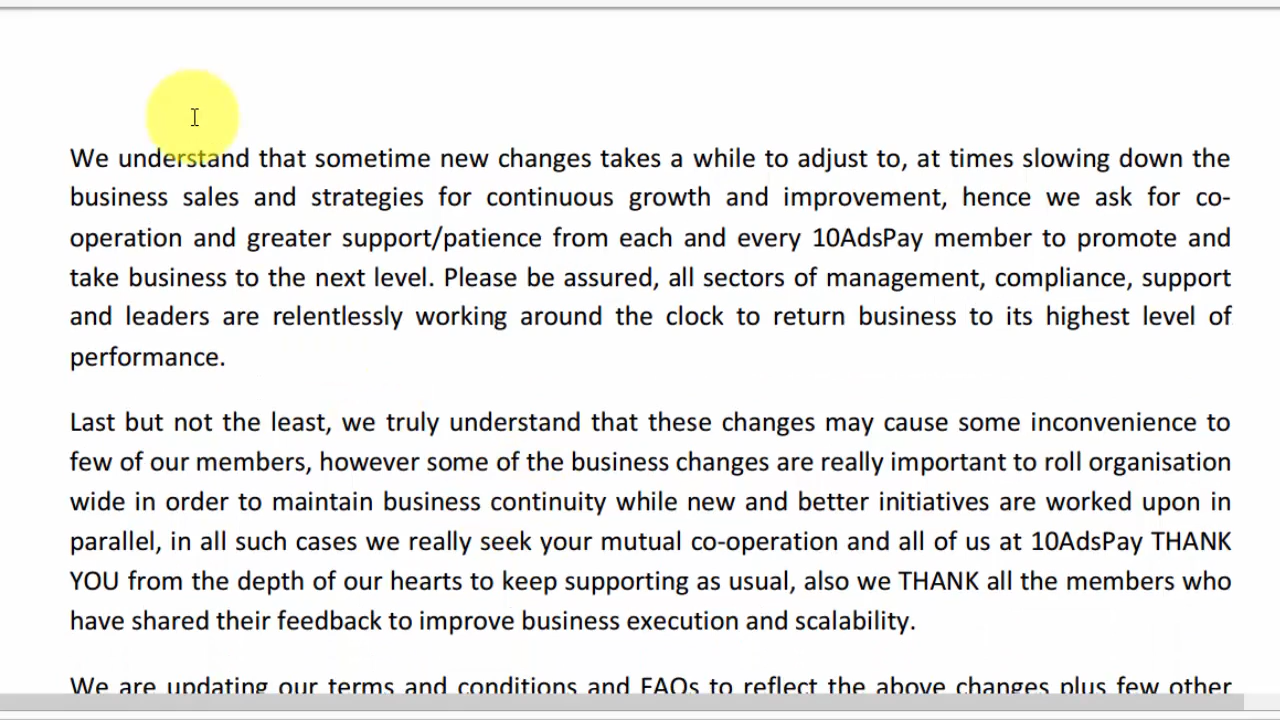 We understand that sometime new changes takes a while to adjust to, at times slowing down the
business sales and strategies for continuous growth and improvement, hence we ask for co-
operation and greater support/patience from each and every 10AdsPay member to promote and
take business to the next level. Please be assured, all sectors of management, compliance, support
and leaders are relentlessly working around the clock to return business to its highest level of
performance.
Last but not the least, we truly understand that these changes may cause some inconvenience to
few of our members, however some of the business changes are really important to roll organisation
wide in order to maintain business continuity while new and better initiatives are worked upon in
parallel, in all such cases we really seek your mutual co-operation and all of us at 10AdsPay THANK
YOU from the depth of our hearts to keep supporting as usual, also we THANK all the members who
have shared their feedback to improve business execution and scalability.
We are updating our terms and conditions and FAQs to reflect the above changes plus few other